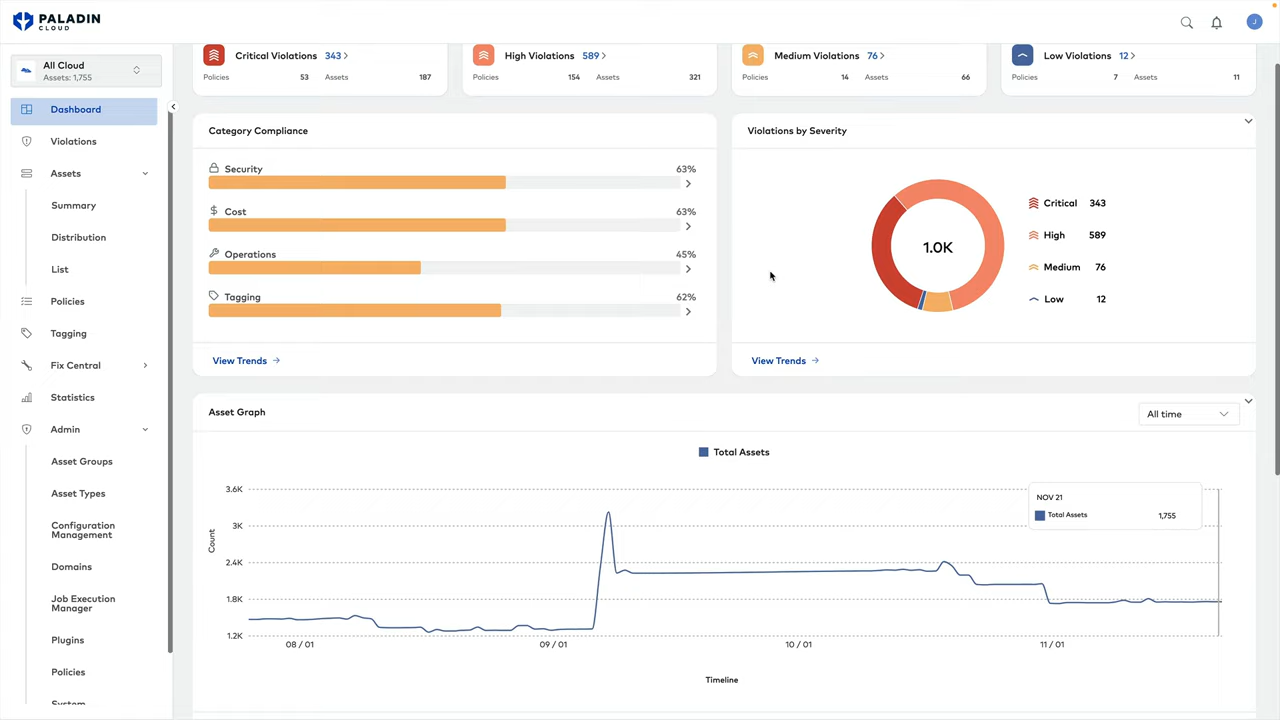 PALADIN
CLOUD
J
All Cloud
Assets: 1,755
Dashboard
Violations
Assets
Summary
Distribution
List
Policies
Tagging
Fix Central
Statistics
Admin
Asset Groups
Asset Types
Configuration
Management
Domains
Job Execution
Manager
Plugins
Policies
System
Critical Violations 343
Policies 53 Assets 187
High Violations 589
Policies 154 Assets 321
Medium Violations 76
Policies 14 Assets 66
Low Violations 12
Policies 7 Assets 11
Category Compliance
Security 63%
Cost 63%
Operations 45%
Tagging 62%
View Trends
Violations by Severity
1.0K
Critical 343
High 589
Medium 76
Low 12
View Trends
Asset Graph
All time
Total Assets
3.6K
3K
2.4K
1.8K
1.2K
Count
NOV 21
Total Assets 1,755
08 / 01 09 / 01 10 / 01 11 / 01
Timeline